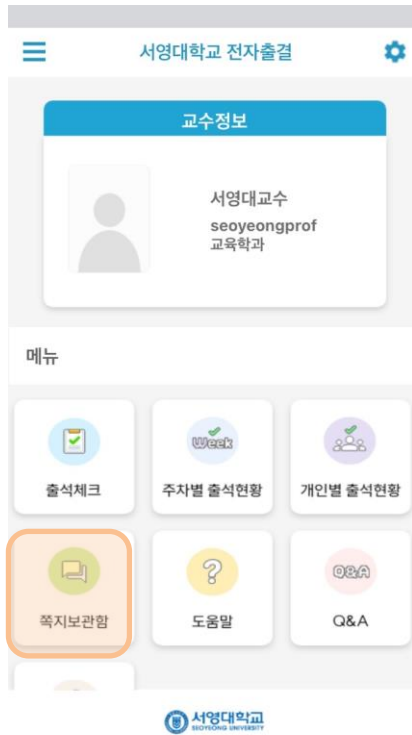 서영대학교 전자출결
교수정보
서영대교수
seoyeongprof
교육학과
메뉴
Week
출석체크
주차별 출석현황
개인별 출석현황
?
Q&A
쪽지보관함
도움말
Q&A
서영대학교
SEOYEONG UNIVERSITY